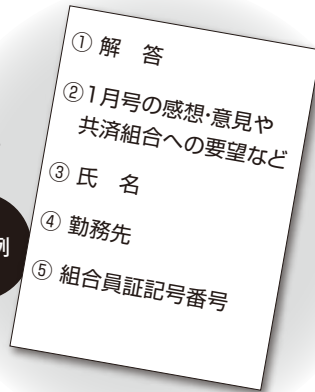 ① 解　答
②1月号の感想・意見や
共済組合への要望など
③ 氏　名
④ 勤務先
⑤ 組合員証記号番号
例